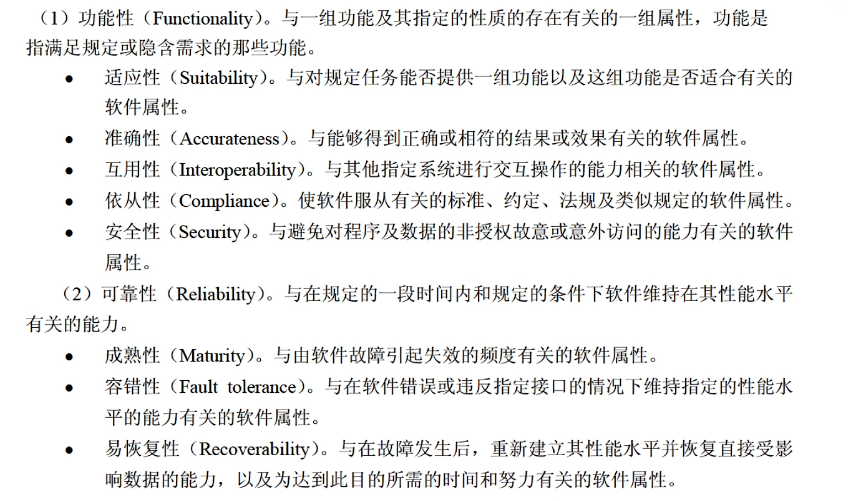 （1）功能性（Functionality）。与一组功能及其指定的性质的存在有关的一组属性，功能是
指满足规定或隐含需求的那些功能。
● 适应性（Suitability）。与对规定任务能否提供一组功能以及这组功能是否适合有关的
软件属性。
● 准确性（Accurateness）。与能够得到正确或相符的结果或效果有关的软件属性。
● 互用性（Interoperability）。与其他指定系统进行交互操作的能力相关的软件属性。
● 依从性（Compliance）。使软件服从有关的标准、约定、法规及类似规定的软件属性。
● 安全性（Security）。与避免对程序及数据的非授权故意或意外访问的能力有关的软件
属性。
（2）可靠性（Reliability）。与在规定的一段时间内和规定的条件下软件维持在其性能水平
有关的能力。
● 成熟性（Maturity）。与由软件故障引起失效的频度有关的软件属性。
● 容错性（Fault tolerance）。与在软件错误或违反指定接口的情况下维持指定的性能水
平的能力有关的软件属性。
● 易恢复性（Recoverability）。与在故障发生后，重新建立其性能水平并恢复直接受影
响数据的能力，以及为达到此目的所需的时间和努力有关的软件属性。